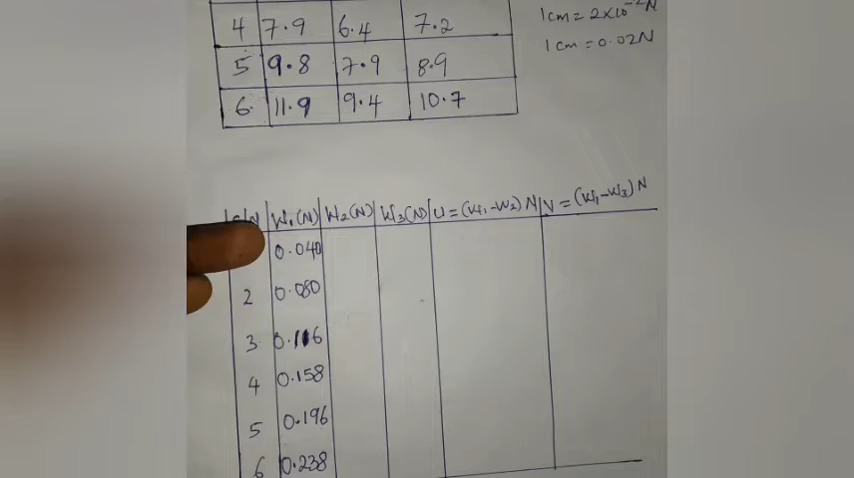 4 7.9 6.4 7.2
1cm = 2×10⁻²N
1cm = 0.02N
5 9.8 7.9 8.9
6 11.9 9.4 10.7
W₁(N) W₂(N) W₃(N) U=(W₁-W₂)N V=(W₁-W₃)N
0.040
2 0.080
3 0.116
4 0.158
5 0.196
6 0.238